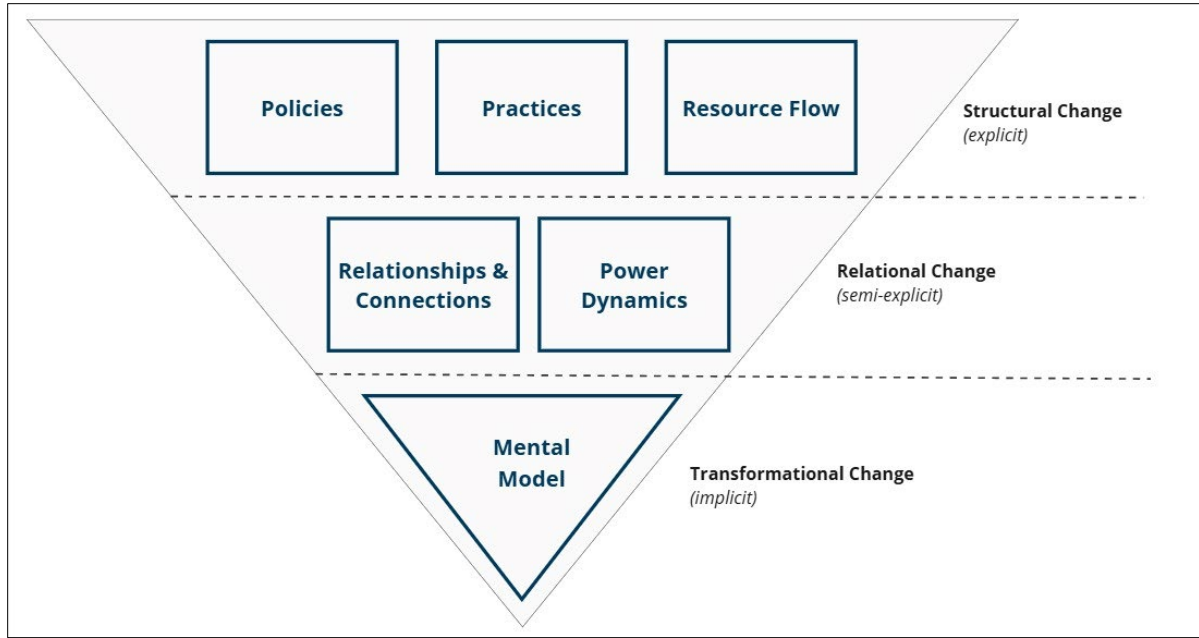 Policies
Practices
Resource Flow
Structural Change
(explicit)
Relationships &
Connections
Power
Dynamics
Relational Change
(semi-explicit)
Mental
Model
Transformational Change
(implicit)